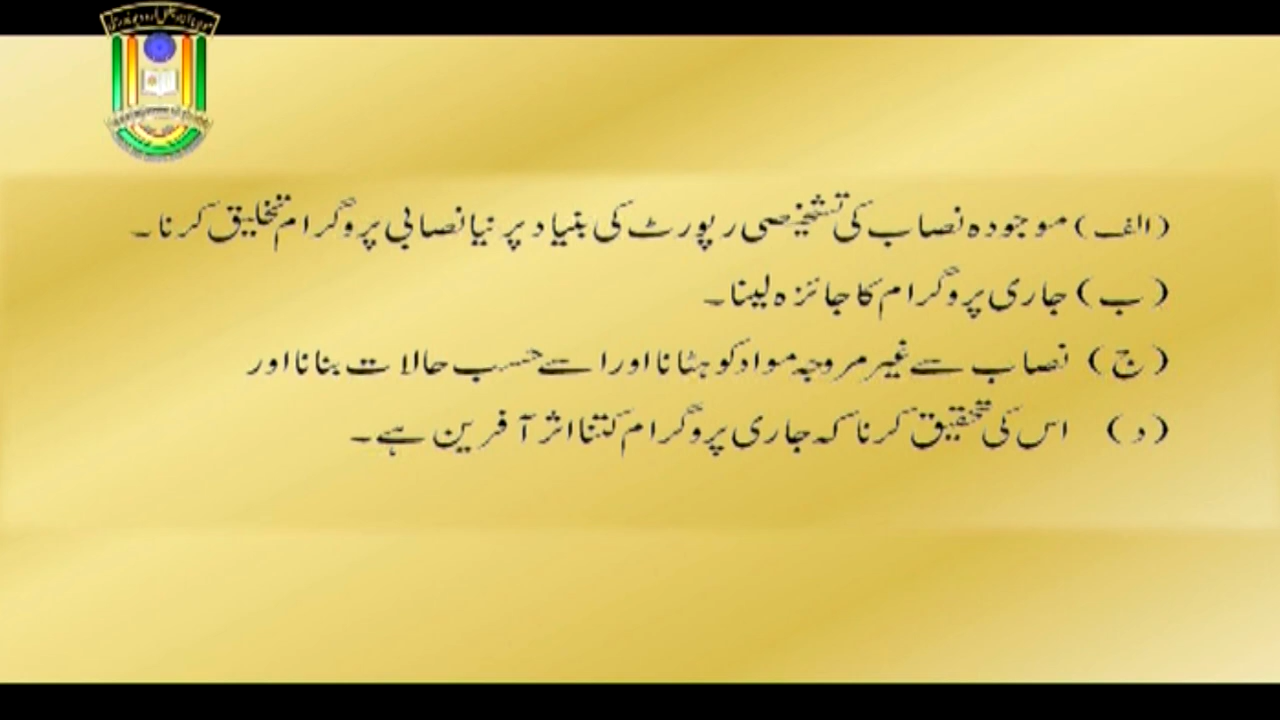 (الف) موجودہ نصاب کی تشخیصی رپورٹ کی بنیاد پر نیا نصابی پروگرام تخلیق کرنا۔
(ب) جاری پروگرام کا جائزہ لینا۔
(ج) نصاب سے غیر مروجہ مواد کو ہٹانا اور اسے حسب حالات بنانا اور
(د) اس کی تحقیق کرنا کہ جاری پروگرام کتنا اثر آفرین ہے۔